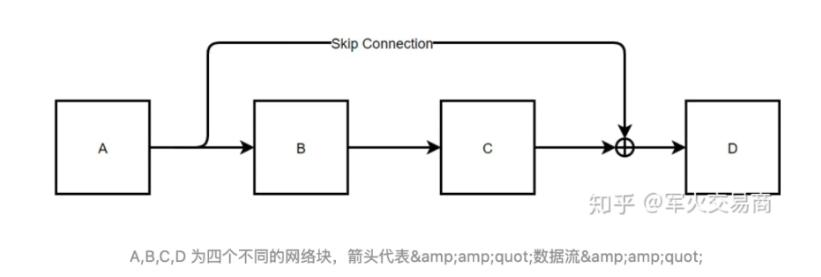 Skip Connection
A
B
C
D
知乎 @军火交易商
A,B,C,D 为四个不同的网络块，箭头代表&amp;amp;quot;数据流&amp;amp;quot;